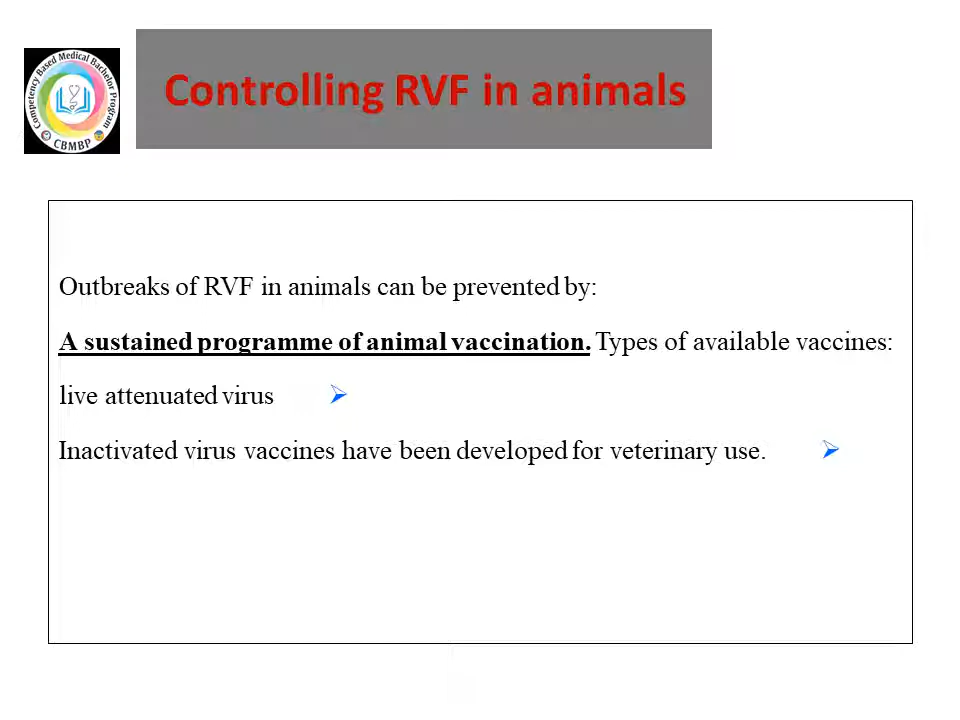 Competency Based Medical Bachelor Program
CBMBP
Controlling RVF in animals
Outbreaks of RVF in animals can be prevented by:
A sustained programme of animal vaccination. Types of available vaccines:
live attenuated virus
Inactivated virus vaccines have been developed for veterinary use.